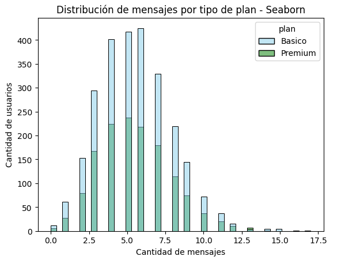 Distribución de mensajes por tipo de plan - Seaborn
plan
Basico
Premium
Cantidad de usuarios
400
350
300
250
200
150
100
50
0
0.0 2.5 5.0 7.5 10.0 12.5 15.0 17.5
Cantidad de mensajes